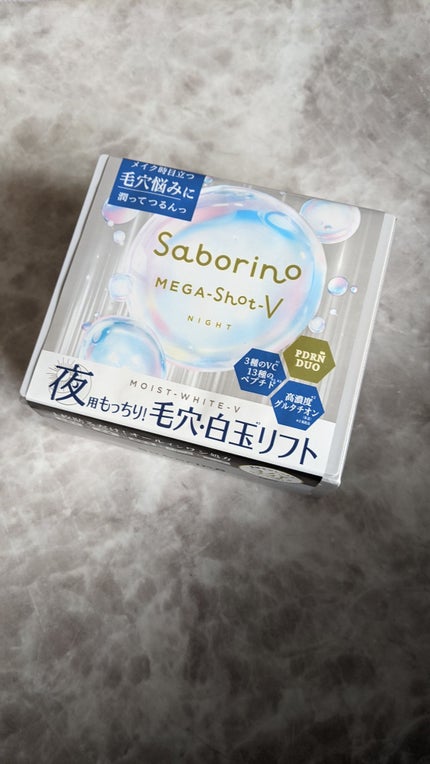 メイク時目立つ
毛穴悩みに
潤ってつるんっ
Saborino
MEGA-Shot-V
NIGHT
3種のVC
13種の
ペプチド
PDRN
DUO
高濃度
グルタチオン
MOIST-WHITE-V
夜用もっちり!毛穴・白玉リフト